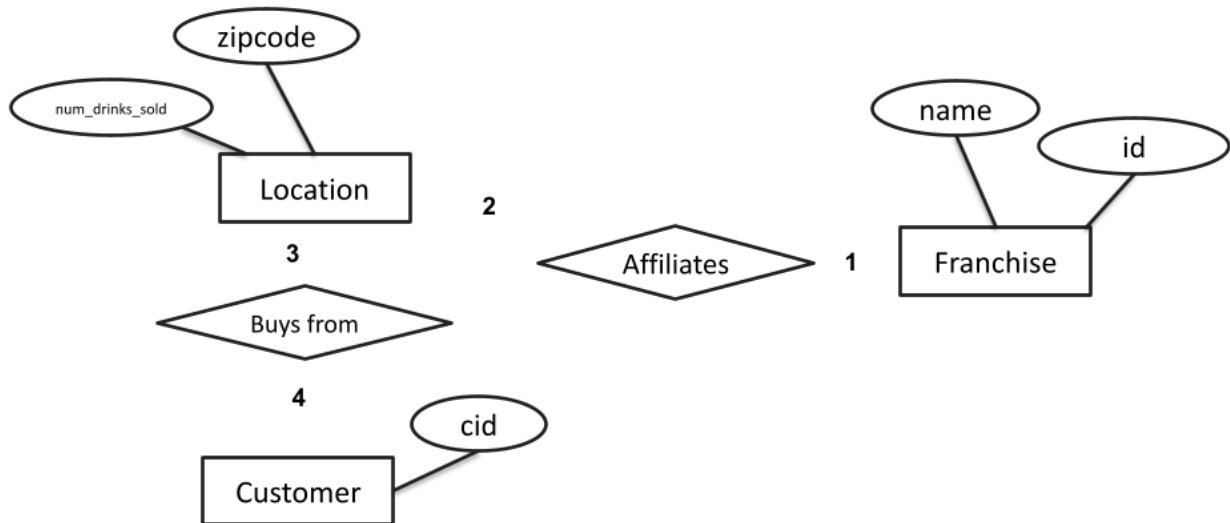 zipcode
num_drinks_sold
name
id
Location
2
Affiliates
1
Franchise
3
Buys from
4
cid
Customer